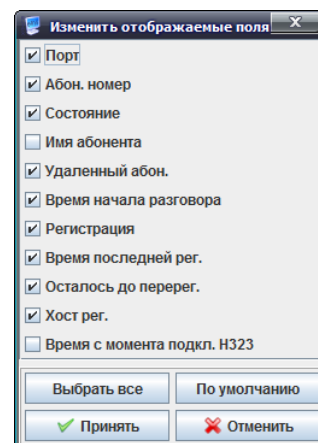 Изменить отображаемые поля
Порт
Абон. номер
Состояние
Имя абонента
Удаленный абон.
Время начала разговора
Регистрация
Время последней рег.
Осталось до перерег.
Хост рег.
Время с момента подкл. H323
Выбрать все
По умолчанию
Принять
Отменить